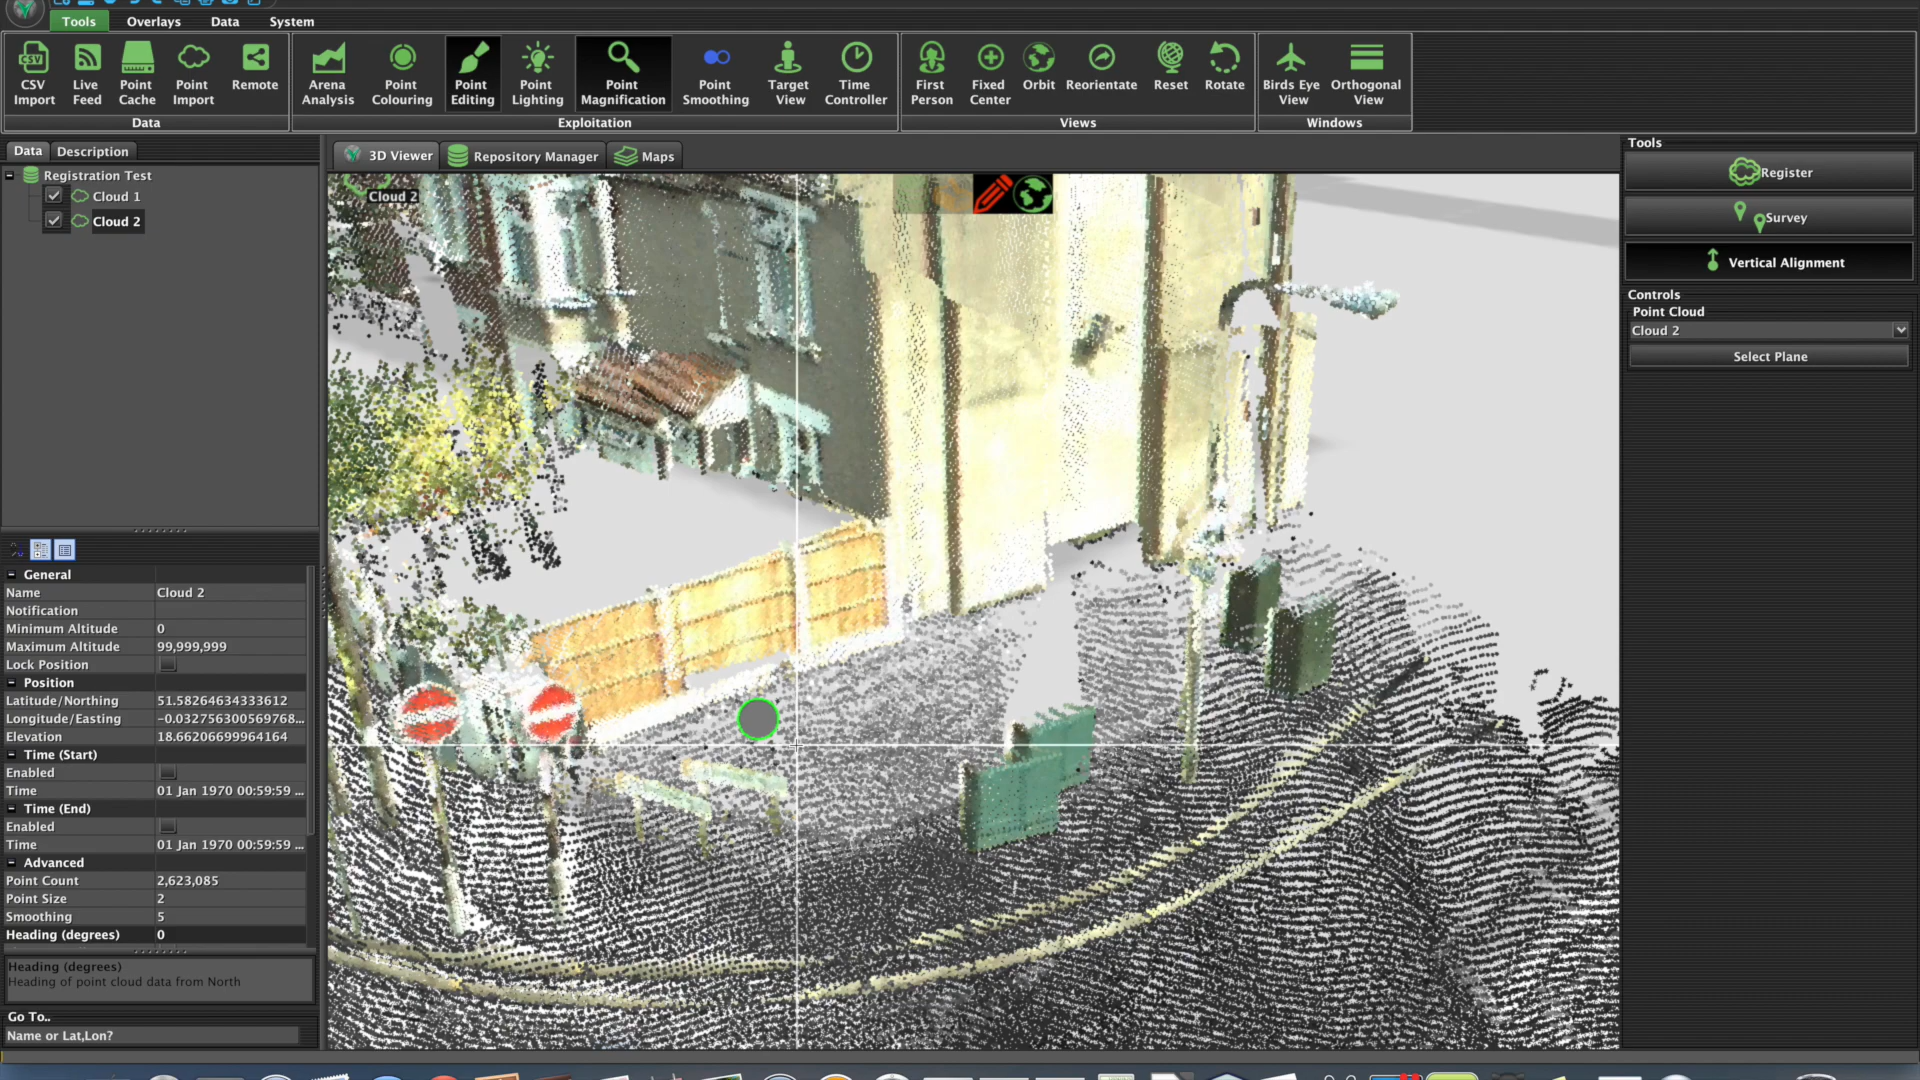 Tools Overlays Data System
CSV Import Live Feed Point Cache Point Import Remote Arena Analysis Point Colouring Point Editing Point Lighting Point Magnification Point Smoothing Target View Time Controller First Person Fixed Center Orbit Reorientate Reset Rotate Birds Eye View Orthogonal View
Data Exploitation Views Windows
Data Description
Registration Test
Cloud 1
Cloud 2
3D Viewer Repository Manager Maps
Cloud 2
Tools
Register
Survey
Vertical Alignment
Controls
Point Cloud
Cloud 2
Select Plane
General
Name Cloud 2
Notification
Minimum Altitude 0
Maximum Altitude 99,999,999
Lock Position
Position
Latitude/Northing 51.58264634333612
Longitude/Easting -0.032756300569768...
Elevation 18.66206699964164
Time (Start)
Enabled
Time 01 Jan 1970 00:59:59 ...
Time (End)
Enabled
Time 01 Jan 1970 00:59:59 ...
Advanced
Point Count 2,623,085
Point Size 2
Smoothing 5
Heading (degrees) 0
Heading (degrees)
Heading of point cloud data from North
Go To..
Name or Lat,Lon?